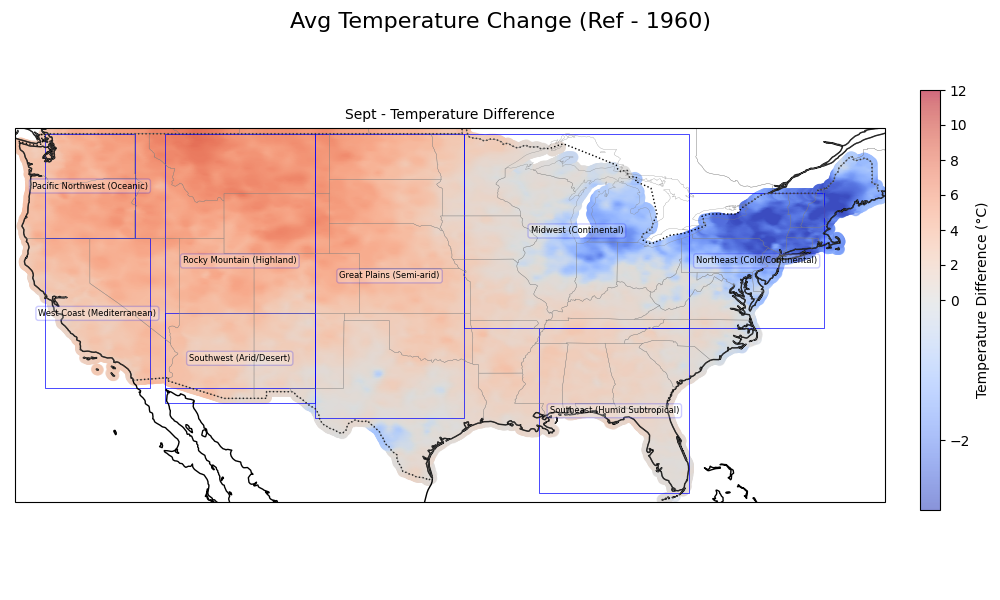 Avg Temperature Change (Ref - 1960)
Sept - Temperature Difference
Pacific Northwest (Oceanic)
Midwest (Continental)
Rocky Mountain (Highland)
Northeast (Cold/Continental)
Great Plains (Semi-arid)
West Coast (Mediterranean)
Southwest (Arid/Desert)
Southeast (Humid Subtropical)
12
10
8
6
4
2
0
−2
Temperature Difference (°C)